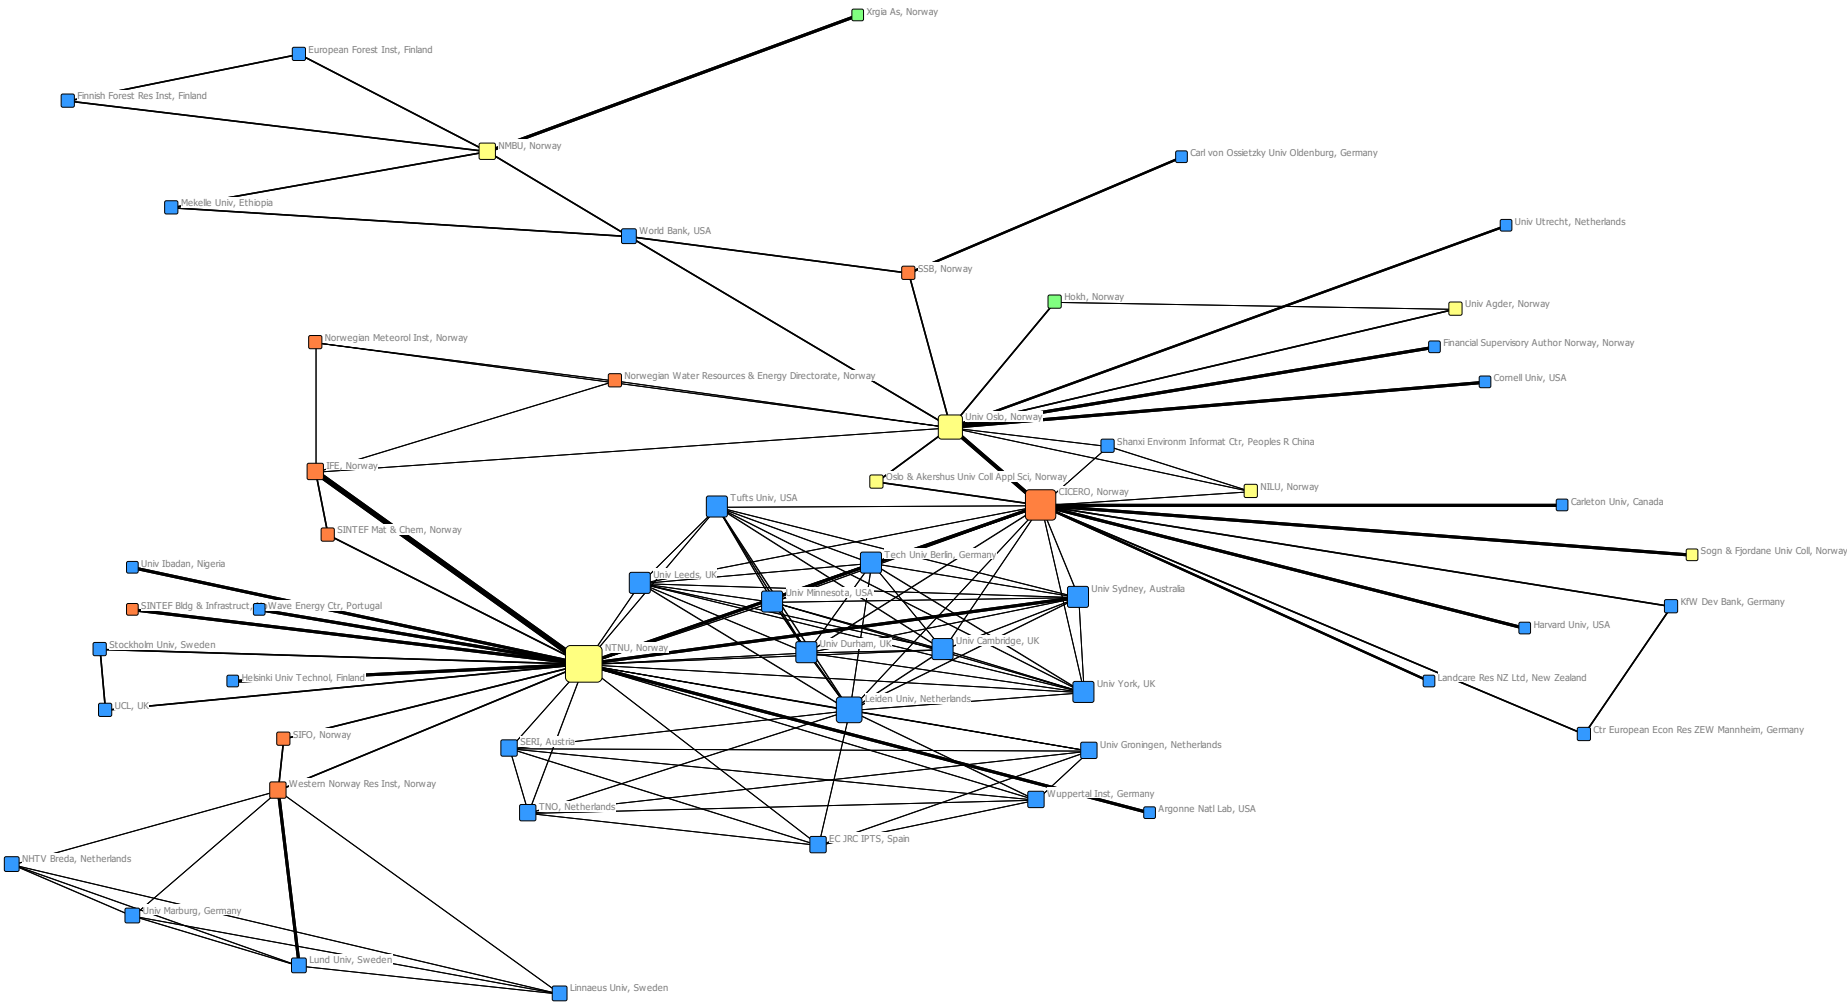 Xrgia As, Norway
European Forest Inst, Finland
Finnish Forest Res Inst, Finland
NMBU, Norway
Carl von Ossietzky Univ Oldenburg, Germany
Mekelle Univ, Ethiopia
Univ Utrecht, Netherlands
World Bank, USA
SSB, Norway
Hokh, Norway
Univ Agder, Norway
Norwegian Meteorol Inst, Norway
Financial Supervisory Author Norway, Norway
Norwegian Water Resources & Energy Directorate, Norway
Cornell Univ, USA
Univ Oslo, Norway
Shanxi Environm Informat Ctr, Peoples R China
IFE, Norway
Oslo & Akershus Univ Coll Appl Sci, Norway
NILU, Norway
CICERO, Norway
Tufts Univ, USA
Carleton Univ, Canada
SINTEF Mat & Chem, Norway
Sogn & Fjordane Univ Coll, Norway
Tech Univ Berlin, Germany
Univ Ibadan, Nigeria
Univ Leeds, UK
Univ Sydney, Australia
Univ Minnesota, USA
KfW Dev Bank, Germany
SINTEF Bldg & Infrastruct,
Wave Energy Ctr, Portugal
Harvard Univ, USA
Stockholm Univ, Sweden
NTNU, Norway
Univ Durham, UK
Univ Cambridge, UK
Helsinki Univ Technol, Finland
Landcare Res NZ Ltd, New Zealand
Univ York, UK
Leiden Univ, Netherlands
UCL, UK
Ctr European Econ Res ZEW Mannheim, Germany
SIFO, Norway
SERI, Austria
Univ Groningen, Netherlands
Western Norway Res Inst, Norway
Wuppertal Inst, Germany
TNO, Netherlands
Argonne Natl Lab, USA
EC JRC IPTS, Spain
NHTV Breda, Netherlands
Univ Marburg, Germany
Lund Univ, Sweden
Linnaeus Univ, Sweden